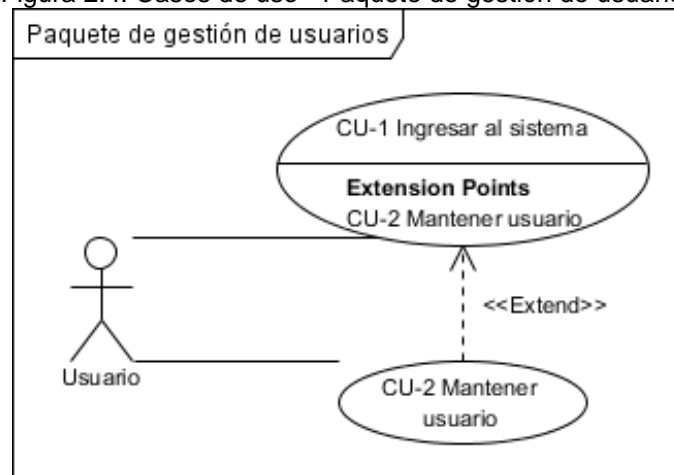 Figura 2.4. Casos de uso - Paquete de gestión de usuario
Paquete de gestión de usuarios
CU-1 Ingresar al sistema
Extension Points
CU-2 Mantener usuario
<<Extend>>
Usuario
CU-2 Mantener
usuario